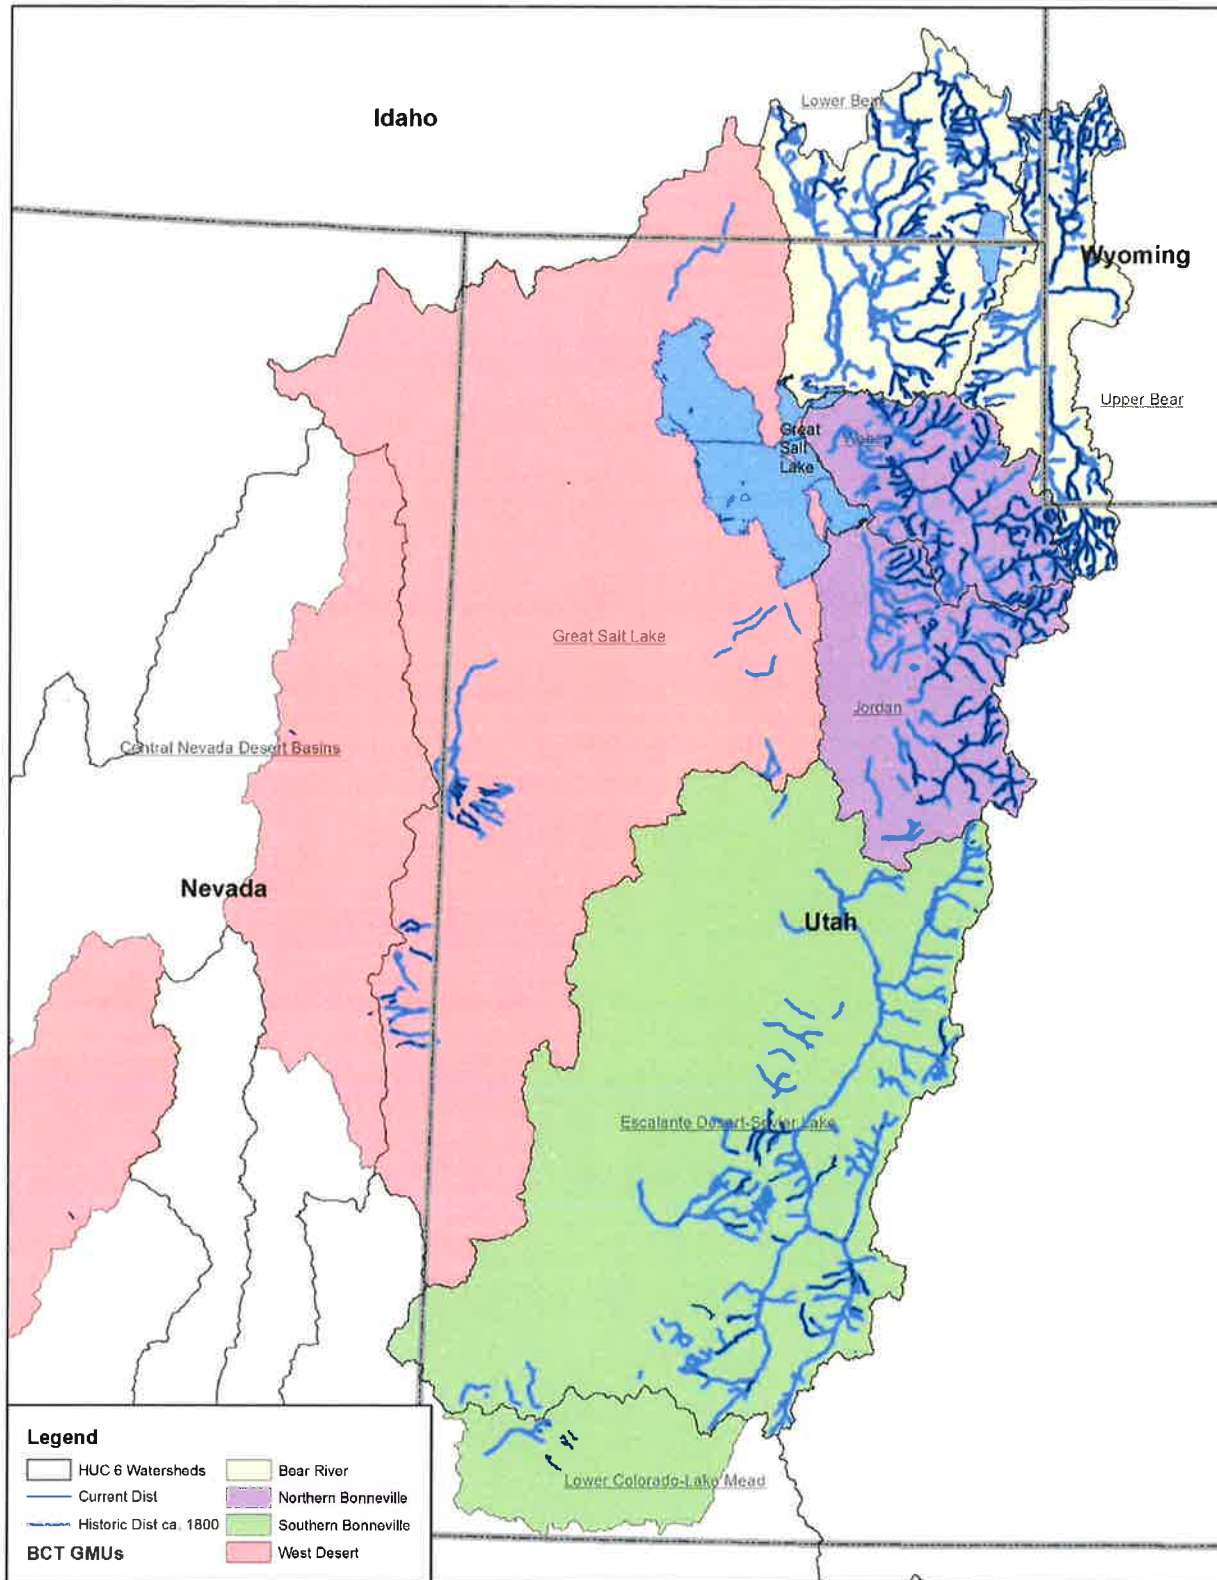 Idaho
Lower Bear
Wyoming
Upper Bear
Great
Salt
Lake
Weber
Great Salt Lake
Jordan
Central Nevada Desert Basins
Nevada
Utah
Escalante Desert-Sevier Lake
Lower Colorado-Lake Mead
Legend
HUC 6 Watersheds
Current Dist
Historic Dist ca. 1800
BCT GMUs
Bear River
Northern Bonneville
Southern Bonneville
West Desert